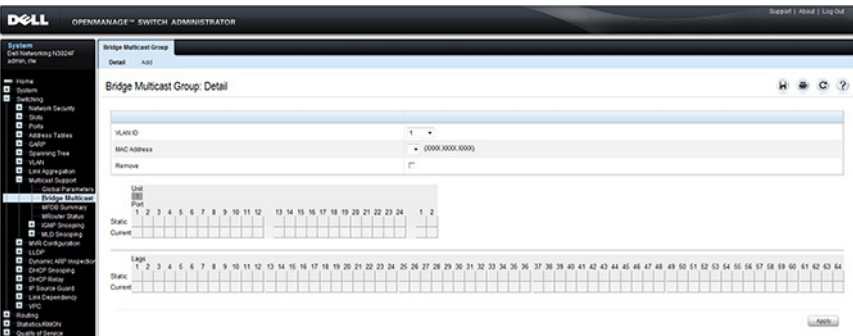 Support | About | Log Out
DELL OPENMANAGE™ SWITCH ADMINISTRATOR
System
Dell Networking N3024F
admin, r/w
Home
System
Switching
Network Security
Slots
Ports
Address Tables
GARP
Spanning Tree
VLAN
Link Aggregation
Multicast Support
Global Parameters
Bridge Multicast
MFDB Summary
MRouter Status
IGMP Snooping
MLD Snooping
MVR Configuration
LLDP
Dynamic ARP Inspection
DHCP Snooping
DHCP Relay
IP Source Guard
Link Dependency
VPC
Routing
Statistics/RMON
Quality of Service
Bridge Multicast Group
Detail Add
Bridge Multicast Group: Detail
VLAN ID 1
MAC Address (XXXX.XXXX.XXXX)
Remove
Unit
Port
1 2 3 4 5 6 7 8 9 10 11 12 13 14 15 16 17 18 19 20 21 22 23 24 1 2
Static
Current
Lags
1 2 3 4 5 6 7 8 9 10 11 12 13 14 15 16 17 18 19 20 21 22 23 24 25 26 27 28 29 30 31 32 33 34 35 36 37 38 39 40 41 42 43 44 45 46 47 48 49 50 51 52 53 54 55 56 57 58 59 60 61 62 63 64
Static
Current
Apply